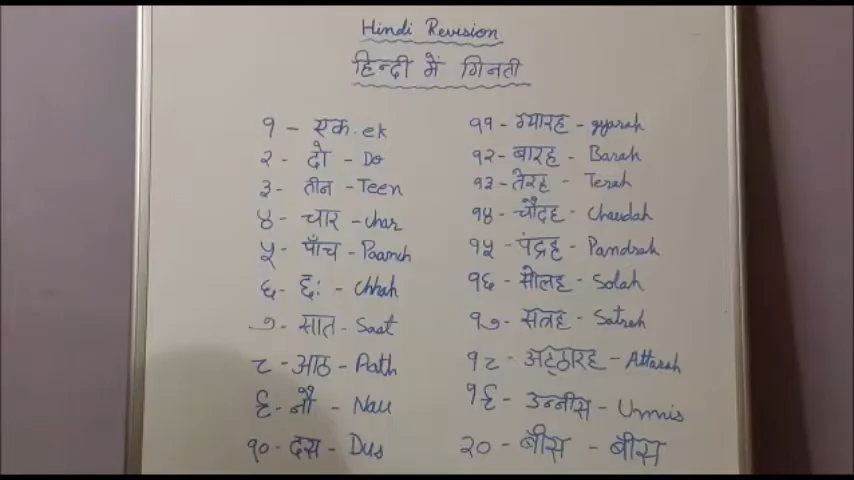 Hindi Revision
हिन्दी में गिनती
१ - एक - ek
२ - दो - Do
३ - तीन - Teen
४ - चार - char
५ - पाँच - Paanch
६ - छः - Chhah
७ - सात - Saat
८ - आठ - Aath
९ - नौ - Nau
१० - दस - Dus
११ - ग्यारह - gyarah
१२ - बारह - Barah
१३ - तेरह - Terah
१४ - चौदह - Chaudah
१५ - पंद्रह - Pandrah
१६ - सोलह - Solah
१७ - सत्रह - Satrah
१८ - अट्ठारह - Attarah
१९ - उन्नीस - Unnis
२० - बीस - बीस